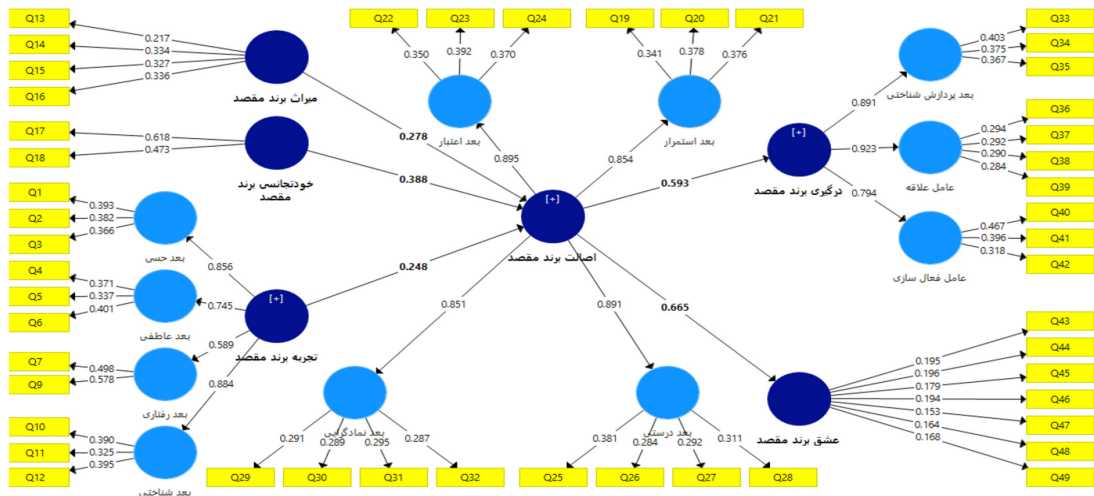 Q13
Q14
Q15
Q16
0.217
0.334
0.327
0.336
میراث برند مقصد
Q17
Q18
0.618
0.473
خودتجانسی برند
مقصد
Q1
Q2
Q3
0.393
0.382
0.366
بعد حسی
Q4
Q5
Q6
0.371
0.337
0.401
بعد عاطفی
Q7
Q9
0.498
0.578
بعد رفتاری
Q10
Q11
Q12
0.390
0.325
0.395
بعد شناختی
0.856
0.745
0.589
0.884
[+]
تجربه برند مقصد
0.278
0.388
0.248
Q22
Q23
Q24
0.350
0.392
0.370
بعد اعتبار
0.895
Q19
Q20
Q21
0.341
0.378
0.376
بعد استمرار
0.854
[+]
اصالت برند مقصد
0.851
0.891
0.593
0.665
بعد نمادگرایی
0.291
0.289
0.295
0.287
Q29
Q30
Q31
Q32
بعد درستی
0.381
0.284
0.292
0.311
Q25
Q26
Q27
Q28
[+]
درگیری برند مقصد
0.891
0.923
0.794
Q33
Q34
Q35
0.403
0.375
0.367
بعد پردازش شناختی
Q36
Q37
Q38
Q39
0.294
0.292
0.290
0.284
عامل علاقه
Q40
Q41
Q42
0.467
0.396
0.318
عامل فعال سازی
Q43
Q44
Q45
Q46
Q47
Q48
Q49
0.195
0.196
0.179
0.194
0.153
0.164
0.168
عشق برند مقصد